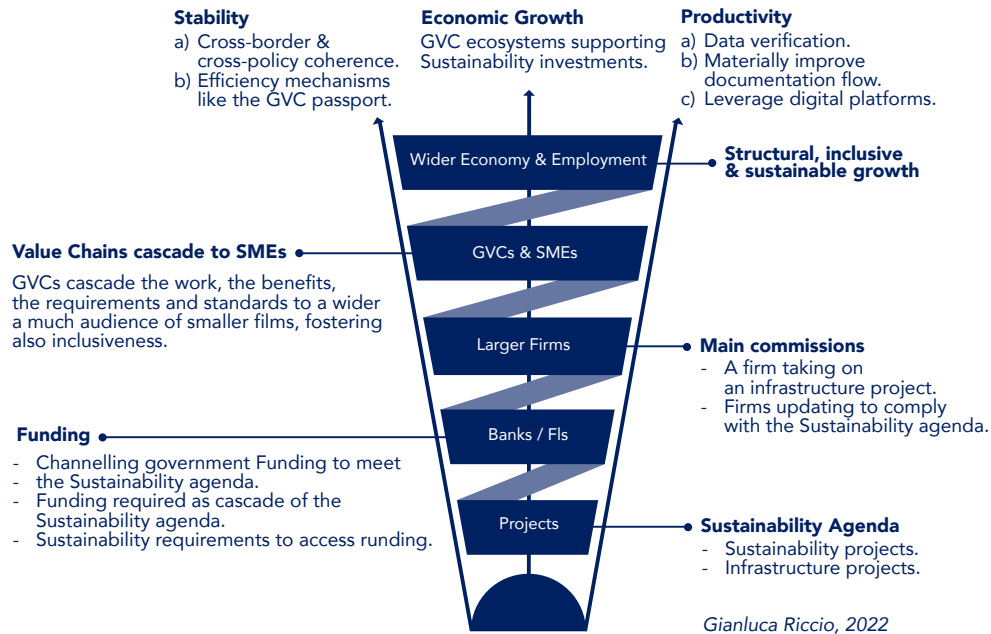 Stability
a) Cross-border &
cross-policy coherence.
b) Efficiency mechanisms
like the GVC passport.
Economic Growth
GVC ecosystems supporting
Sustainability investments.
Productivity
a) Data verification.
b) Materially improve
documentation flow.
c) Leverage digital platforms.
Wider Economy & Employment
Structural, inclusive
& sustainable growth
Value Chains cascade to SMEs
GVCs cascade the work, the benefits,
the requirements and standards to a wider
a much audience of smaller films, fostering
also inclusiveness.
GVCs & SMEs
Larger Firms
Main commissions
- A firm taking on
an infrastructure project.
- Firms updating to comply
with the Sustainability agenda.
Funding
- Channelling government Funding to meet
- the Sustainability agenda.
- Funding required as cascade of the
Sustainability agenda.
- Sustainability requirements to access runding.
Banks / FIs
Projects
Sustainability Agenda
- Sustainability projects.
- Infrastructure projects.
Gianluca Riccio, 2022